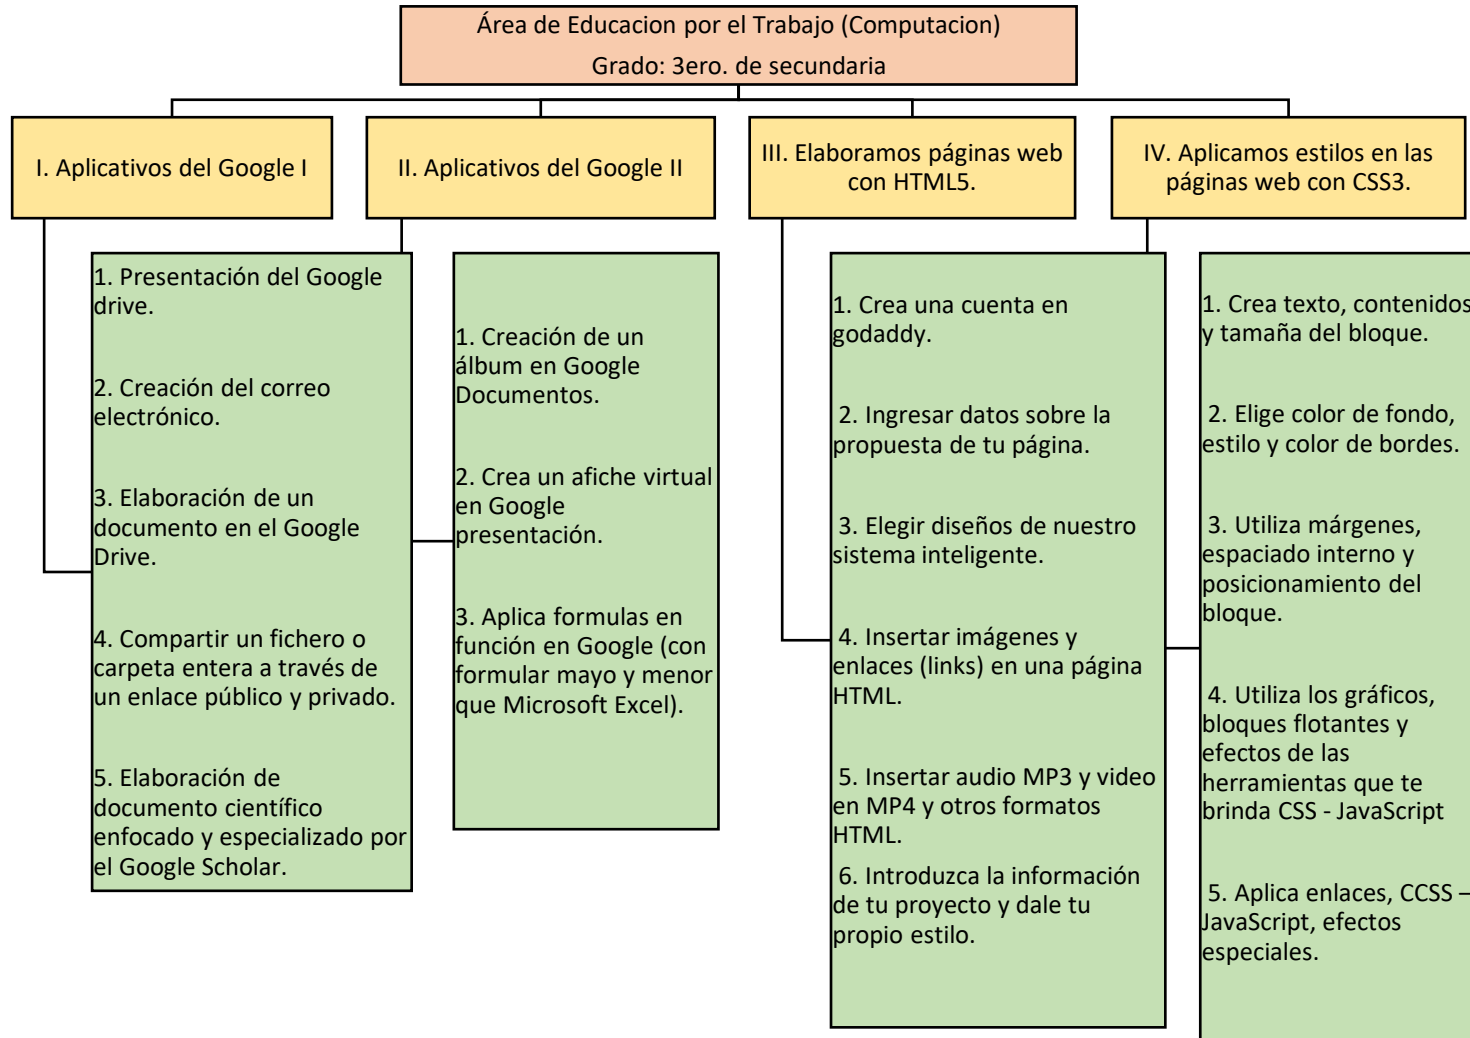 Área de Educacion por el Trabajo (Computacion)
Grado: 3ero. de secundaria
I. Aplicativos del Google I
1. Presentación del Google
drive.
2. Creación del correo
electrónico.
3. Elaboración de un
documento en el Google
Drive.
4. Compartir un fichero o
carpeta entera a través de
un enlace público y privado.
5. Elaboración de
documento científico
enfocado y especializado por
el Google Scholar.
II. Aplicativos del Google II
1. Creación de un
álbum en Google
Documentos.
2. Crea un afiche virtual
en Google
presentación.
3. Aplica formulas en
función en Google (con
formular mayo y menor
que Microsoft Excel).
III. Elaboramos páginas web
con HTML5.
1. Crea una cuenta en
godaddy.
2. Ingresar datos sobre la
propuesta de tu página.
3. Elegir diseños de nuestro
sistema inteligente.
4. Insertar imágenes y
enlaces (links) en una página
HTML.
5. Insertar audio MP3 y video
en MP4 y otros formatos
HTML.
6. Introduzca la información
de tu proyecto y dale tu
propio estilo.
IV. Aplicamos estilos en las
páginas web con CSS3.
1. Crea texto, contenidos
y tamaña del bloque.
2. Elige color de fondo,
estilo y color de bordes.
3. Utiliza márgenes,
espaciado interno y
posicionamiento del
bloque.
4. Utiliza los gráficos,
bloques flotantes y
efectos de las
herramientas que te
brinda CSS - JavaScript
5. Aplica enlaces, CCSS –
JavaScript, efectos
especiales.